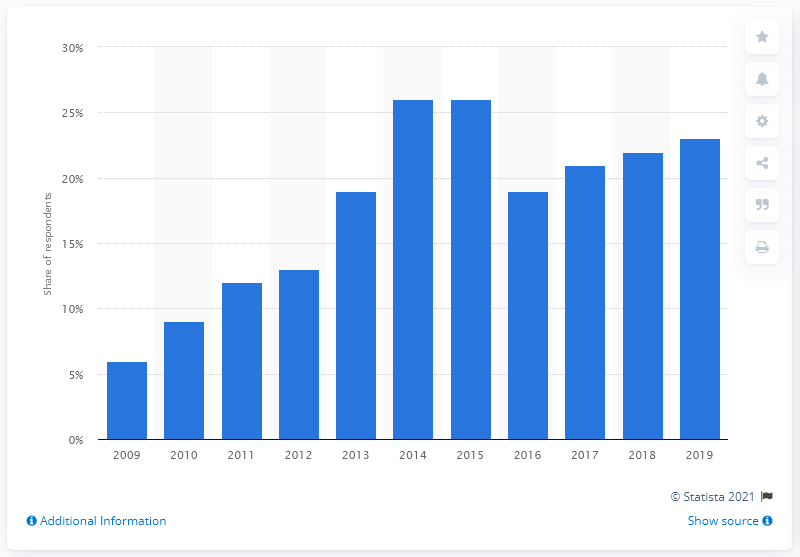 30%
25%
20%
15%
10%
5%
0%
Share of respondents
2009 2010 2011 2012 2013 2014 2015 2016 2017 2018 2019
© Statista 2021
Additional Information
Show source